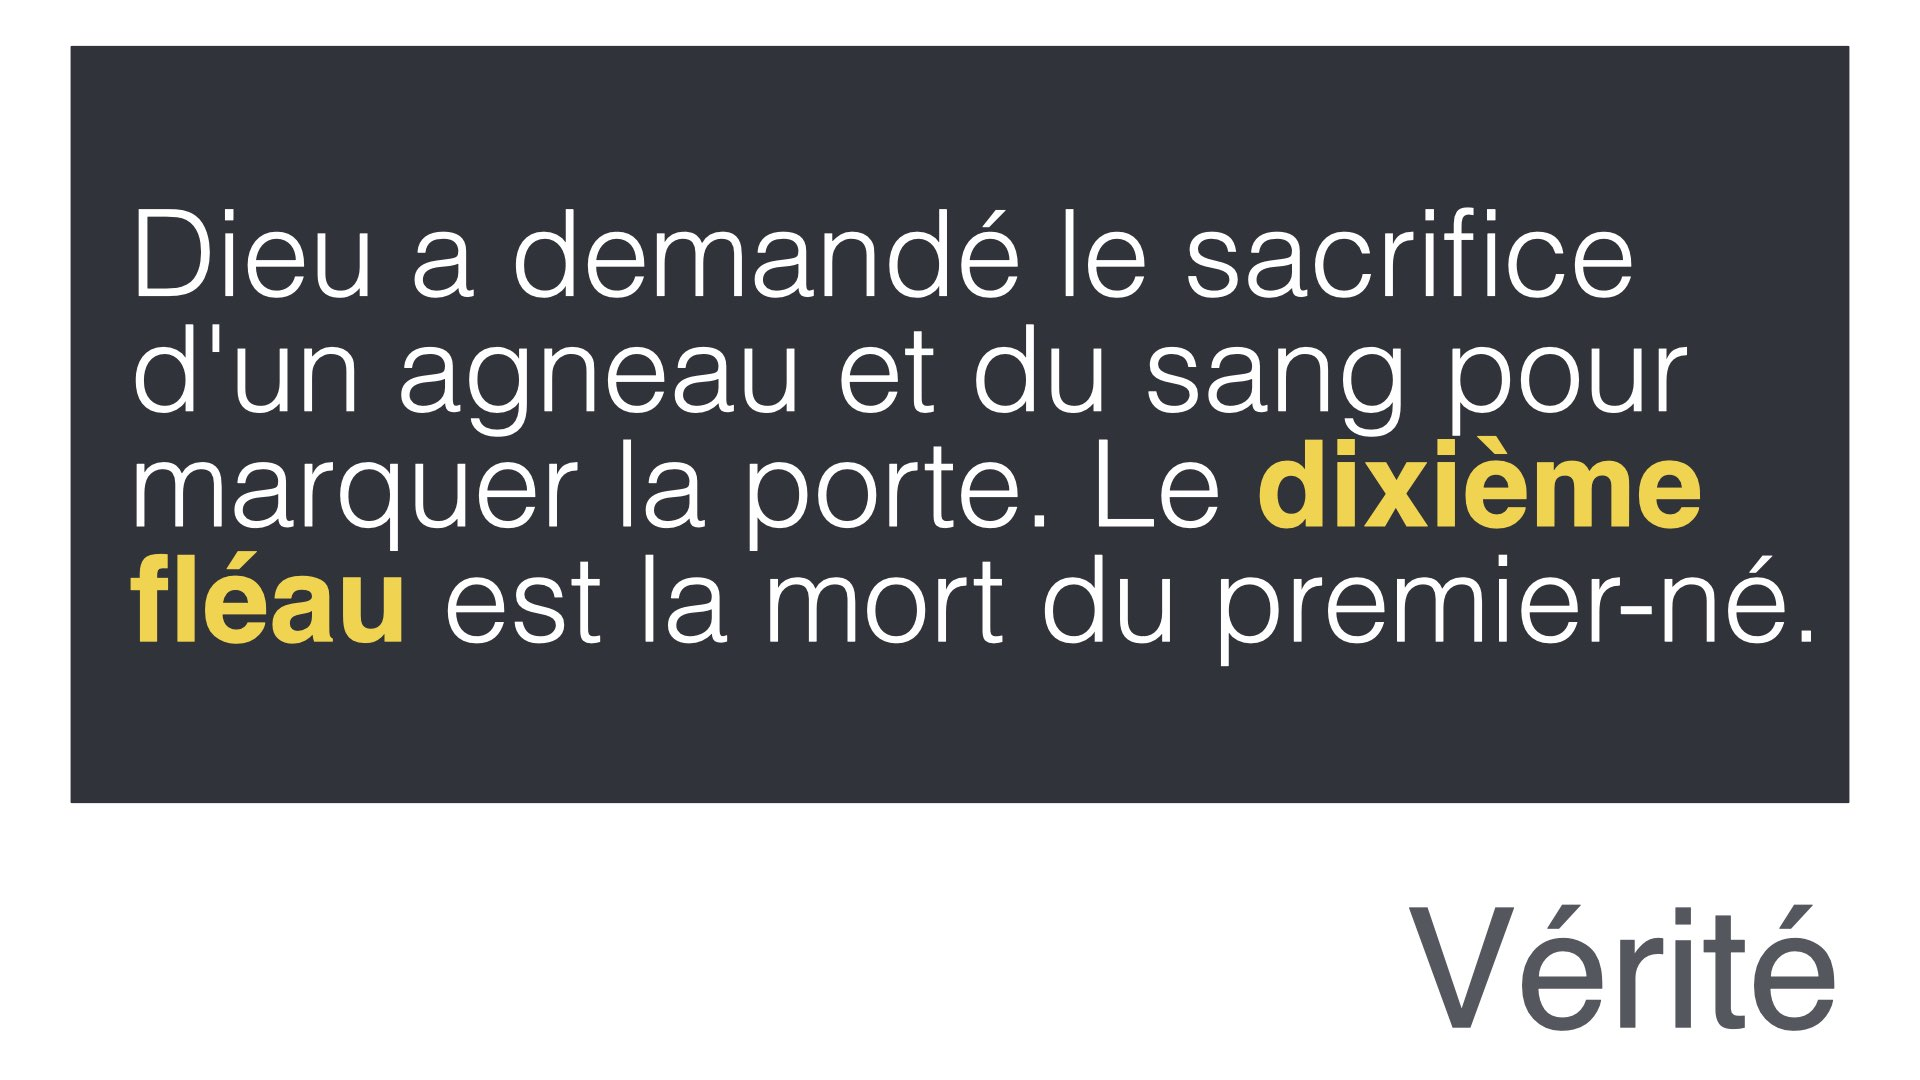 Dieu a demandé le sacrifice
d'un agneau et du sang pour
marquer la porte. Le dixième
fléau est la mort du premier-né.
Vérité